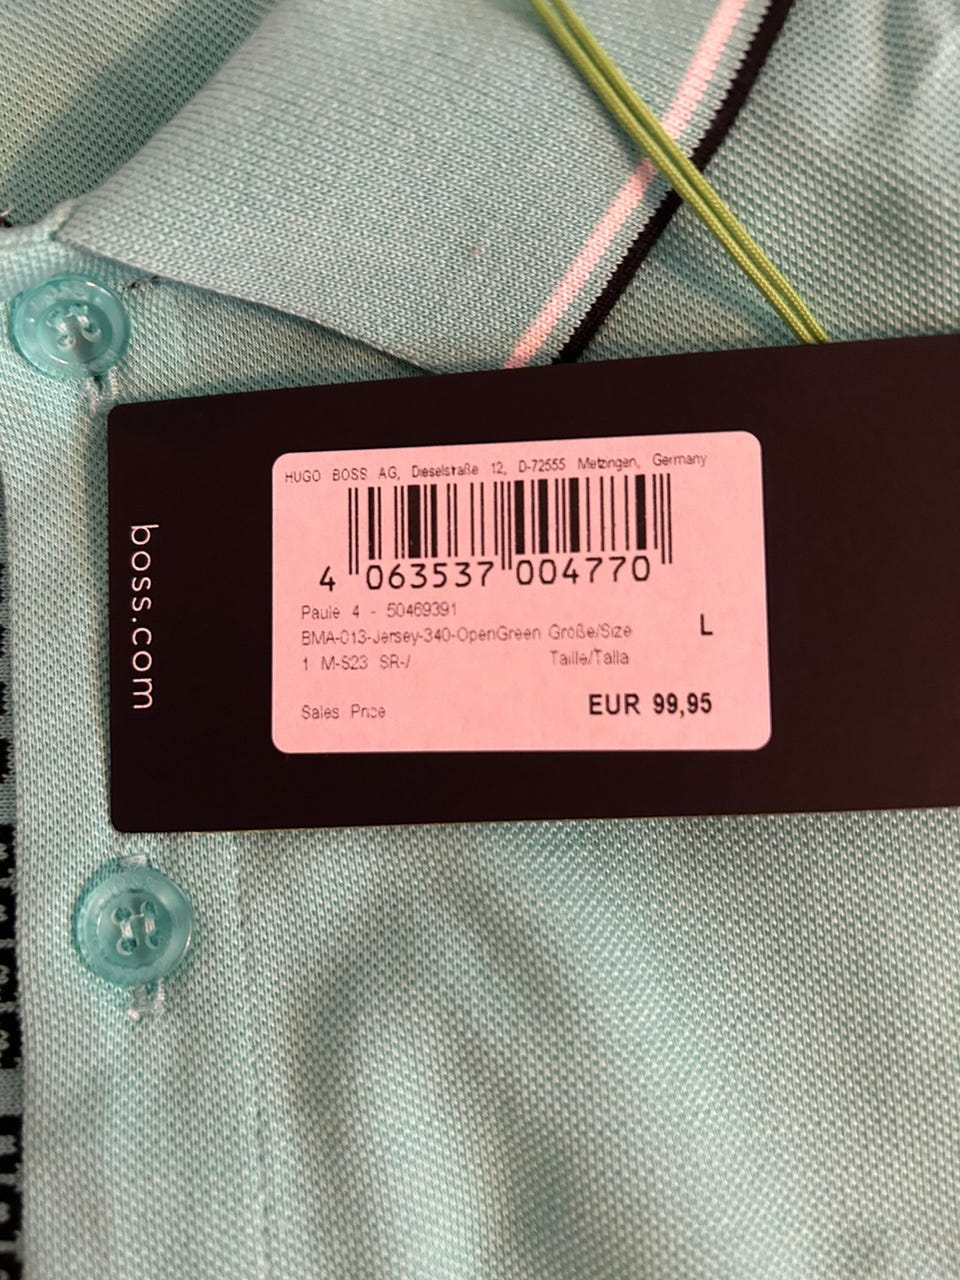 HUGO BOSS AG, Dieselstraße 12, D-72555 Metzingen, Germany
4 063537 004770
Paule 4 - 50469391
BMA-013-Jersey-340-OpenGreen Größe/Size L
1 M-S23 SR-/ Taille/Talla
Sales Price EUR 99,95
boss.com